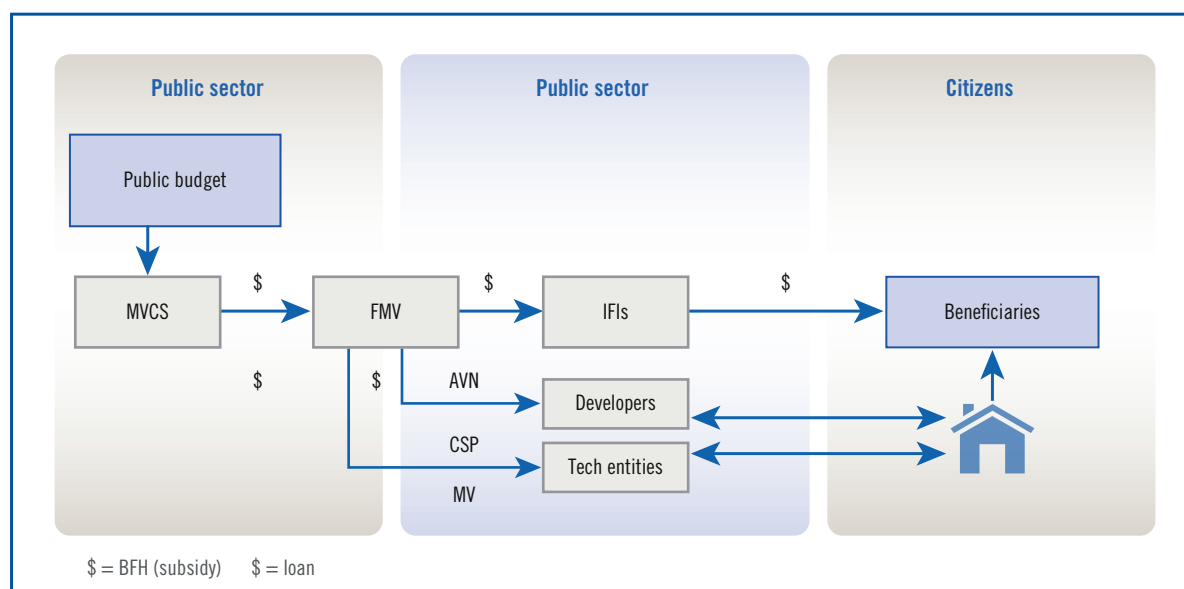 Public sector
Public sector
Citizens
Public budget
MVCS
$
FMV
$
IFIs
$
Beneficiaries
$
$
AVN
Developers
CSP
Tech entities
MV
$ = BFH (subsidy) $ = loan